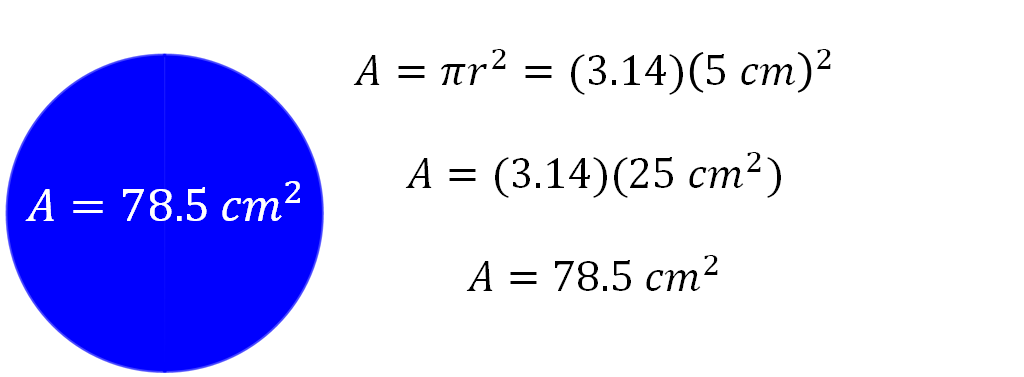 A = πr² = (3.14)(5 cm)²
A = (3.14)(25 cm²)
A = 78.5 cm²
A = 78.5 cm²